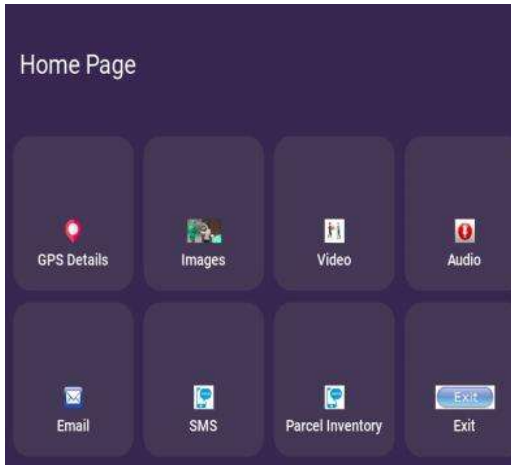 Home Page
GPS Details
Images
Video
Audio
Email
SMS
Parcel Inventory
Exit
Exit